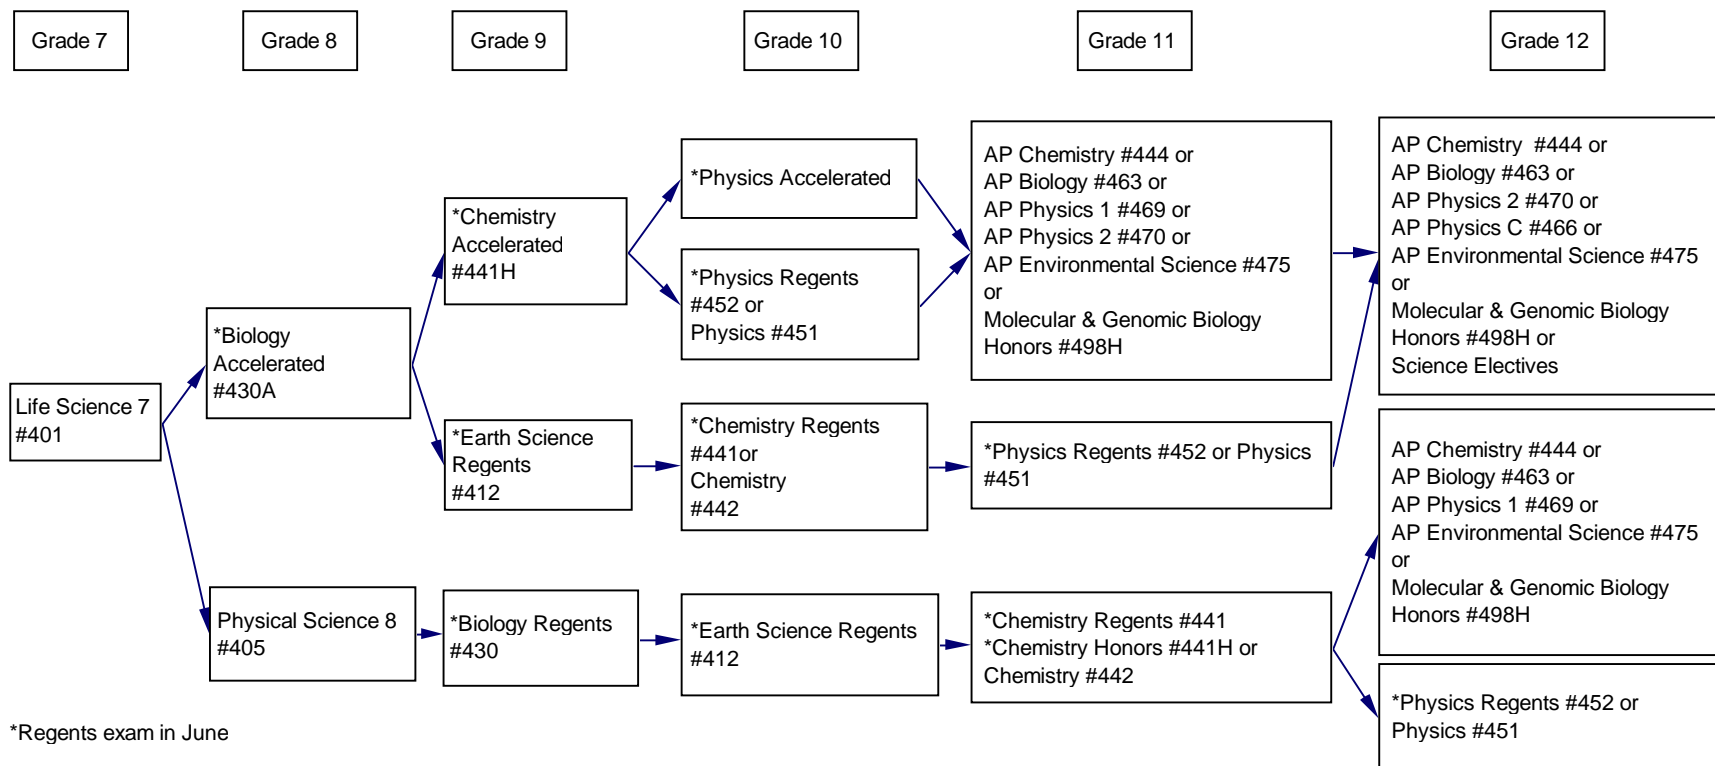 Grade 7
Grade 8
Grade 9
Grade 10
Grade 11
Grade 12
Life Science 7
#401
*Biology
Accelerated
#430A
Physical Science 8
#405
*Chemistry
Accelerated
#441H
*Earth Science
Regents
#412
*Biology Regents
#430
*Physics Accelerated
*Physics Regents
#452 or
Physics #451
*Chemistry Regents
#441or
Chemistry
#442
*Earth Science Regents
#412
AP Chemistry #444 or
AP Biology #463 or
AP Physics 1 #469 or
AP Physics 2 #470 or
AP Environmental Science #475
or
Molecular & Genomic Biology
Honors #498H
*Physics Regents #452 or Physics
#451
*Chemistry Regents #441
*Chemistry Honors #441H or
Chemistry #442
AP Chemistry #444 or
AP Biology #463 or
AP Physics 2 #470 or
AP Physics C #466 or
AP Environmental Science #475
or
Molecular & Genomic Biology
Honors #498H or
Science Electives
AP Chemistry #444 or
AP Biology #463 or
AP Physics 1 #469 or
AP Environmental Science #475
or
Molecular & Genomic Biology
Honors #498H
*Physics Regents #452 or
Physics #451
*Regents exam in June